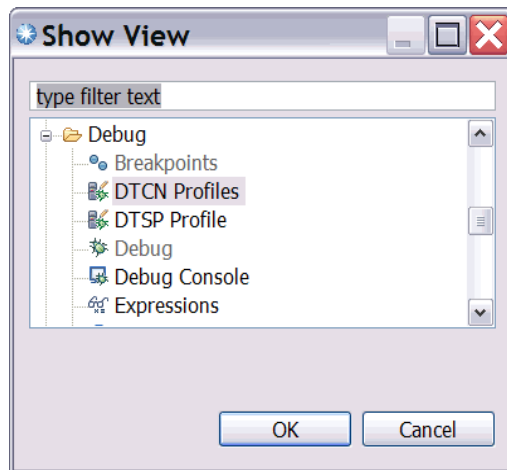 Show View
type filter text
Debug
Breakpoints
DTCN Profiles
DTSP Profile
Debug
Debug Console
Expressions
OK Cancel